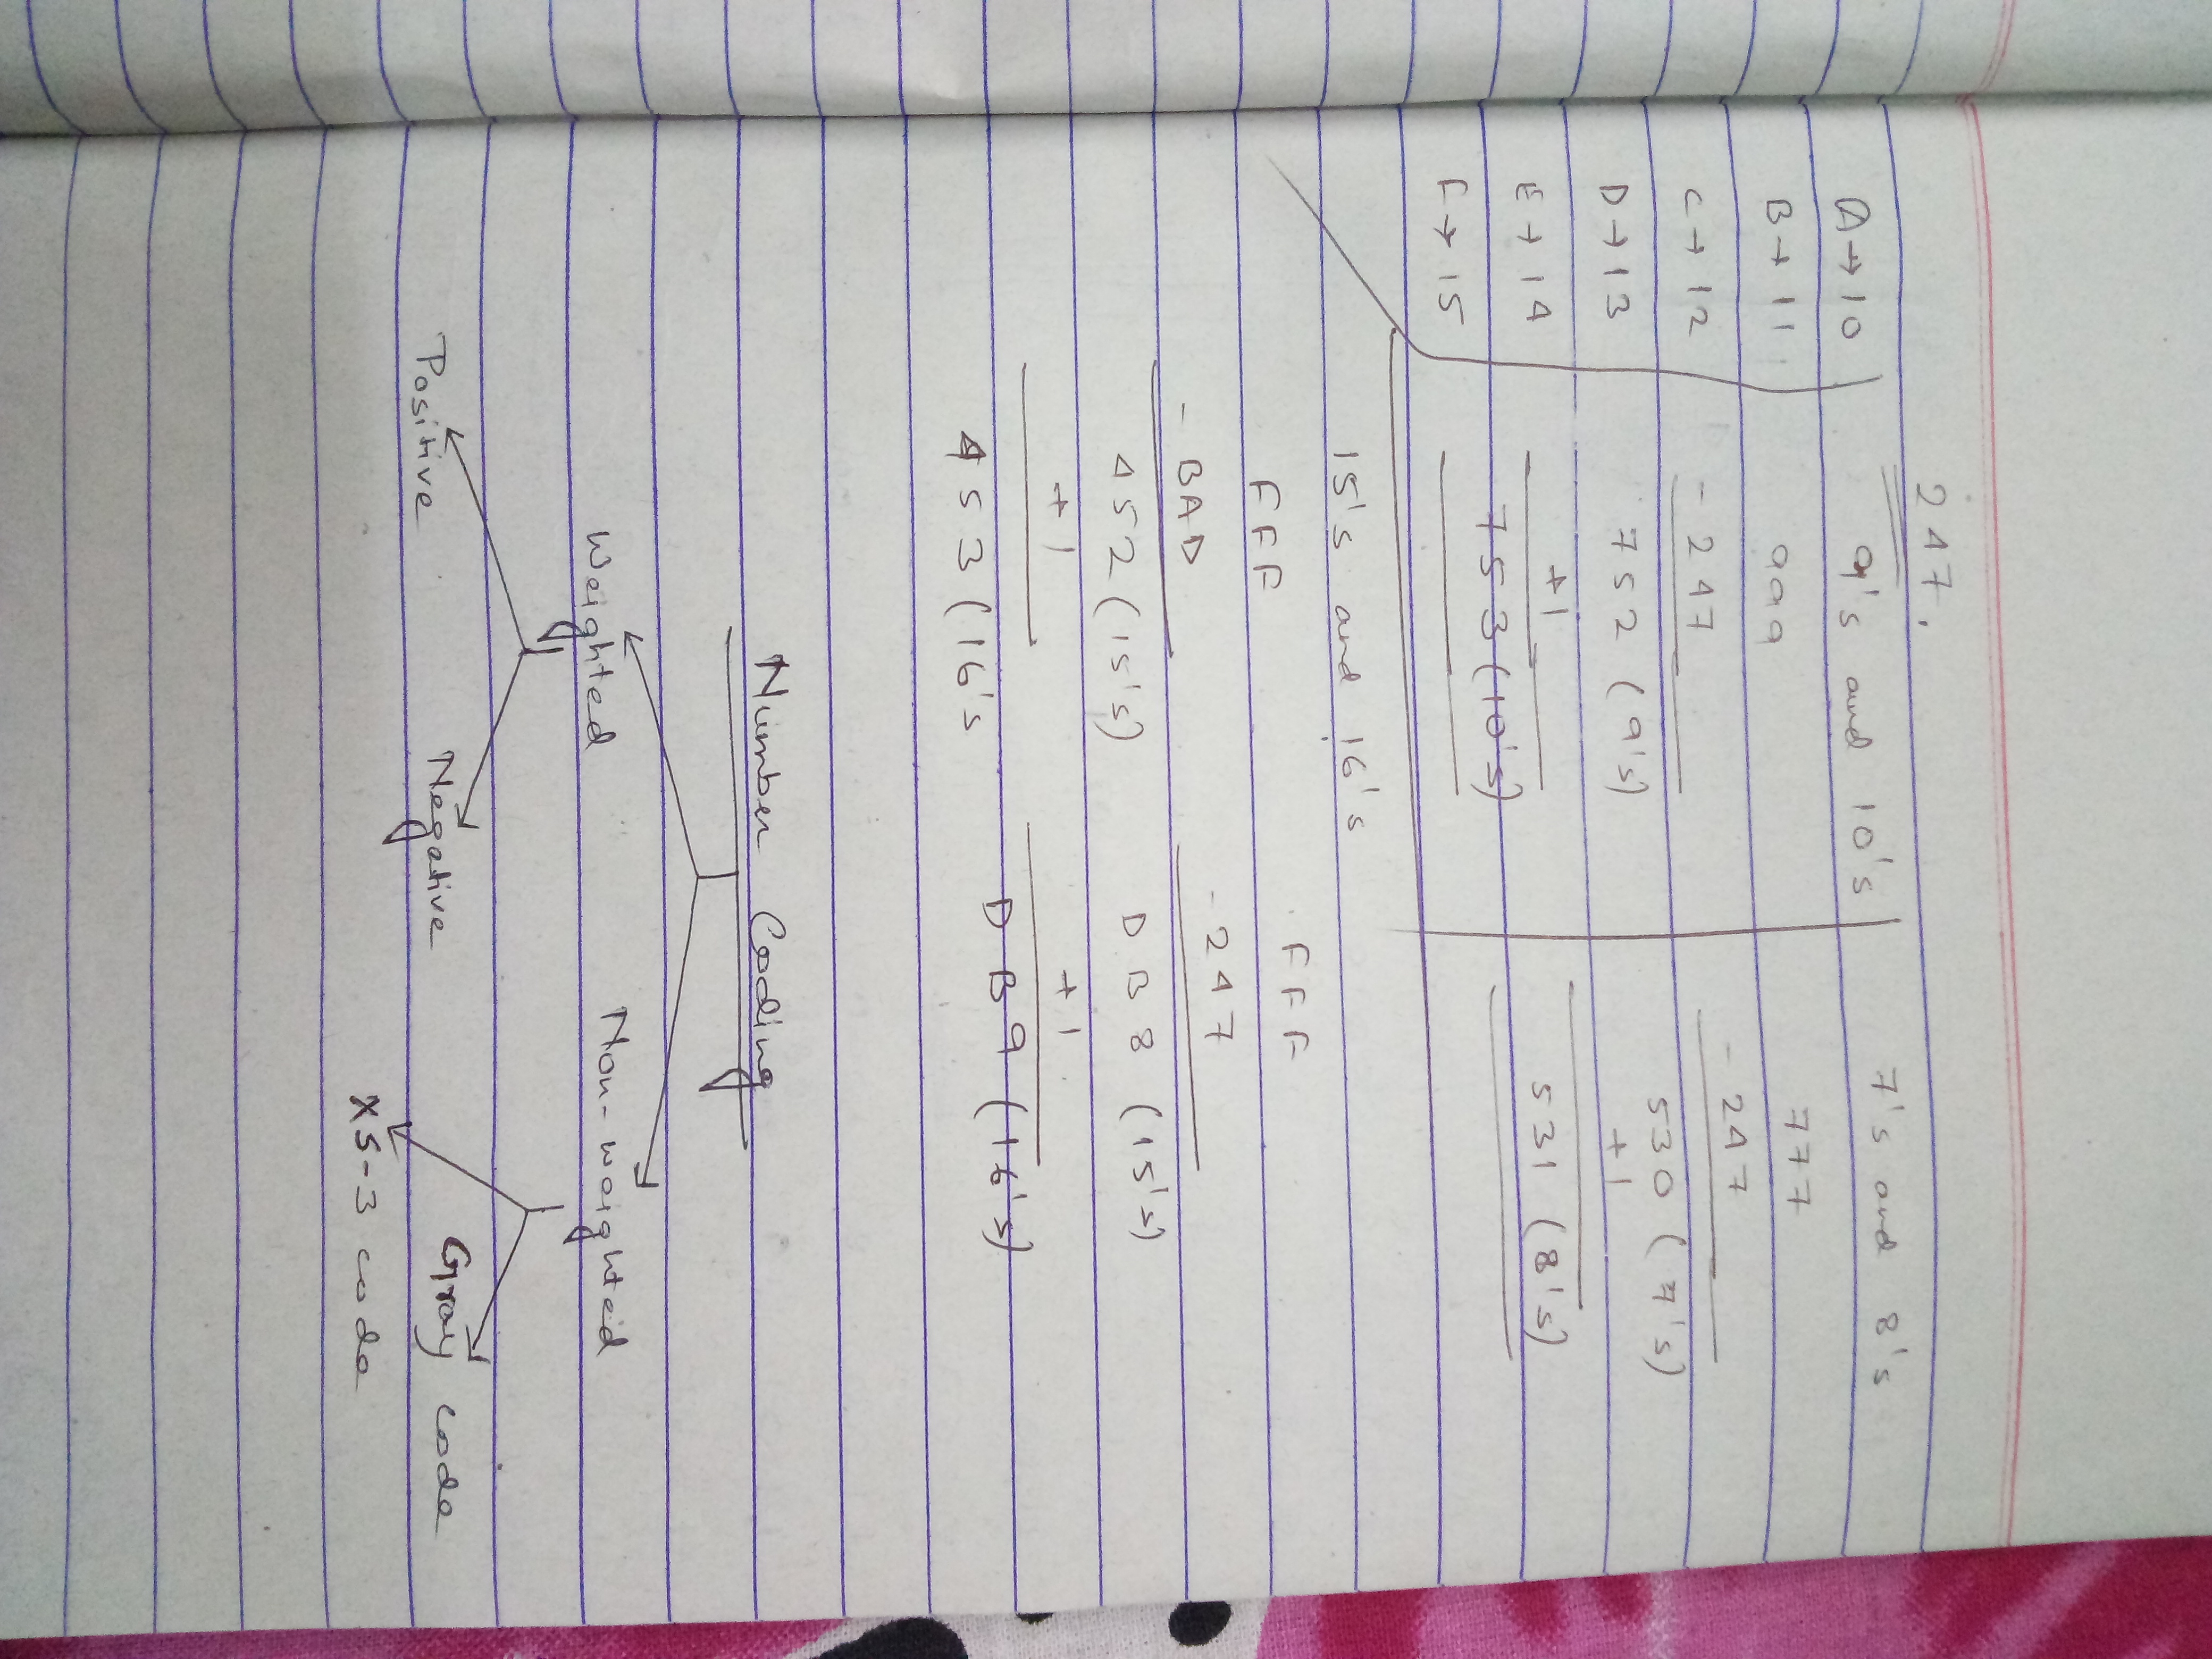 247.
A → 10
B → 11
C → 12
D → 13
E → 14
F → 15
9's and 10's
999
- 247
752 (9's)
+1
753 (10's)
7's and 8's
777
- 247
530 (7's)
+1
531 (8's)
15's and 16's
FFF
- BAD
452 (15's)
+1
453 (16's
FFF
- 247
DB8 (15's)
+1
DB9 (16's)
Number Coding
Weighted
Non-weighted
Positive
Negative
Gray code
XS-3 code